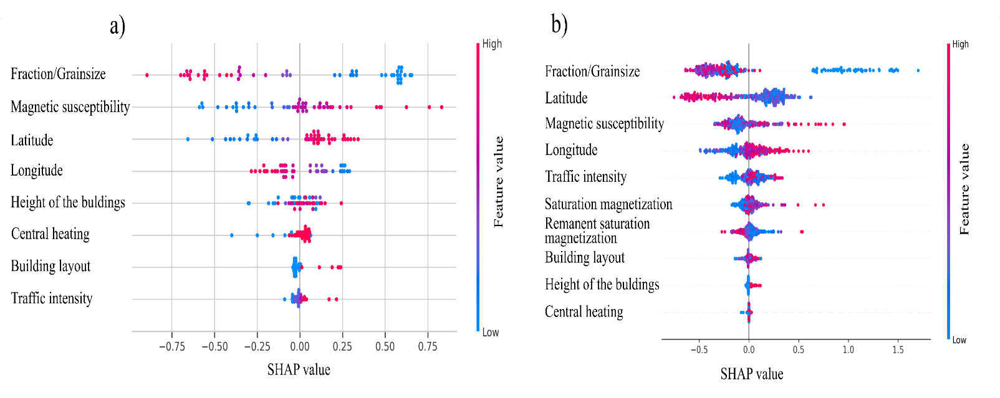 a)
High
Fraction/Grainsize
Magnetic susceptibility
Latitude
Longitude
Height of the buldings
Central heating
Building layout
Traffic intensity
Low
Feature value
−0.75 −0.50 −0.25 0.00 0.25 0.50 0.75
SHAP value
b)
High
Fraction/Grainsize
Latitude
Magnetic susceptibility
Longitude
Traffic intensity
Saturation magnetization
Remanent saturation
magnetization
Building layout
Height of the buldings
Central heating
Low
Feature value
−0.5 0.0 0.5 1.0 1.5
SHAP value